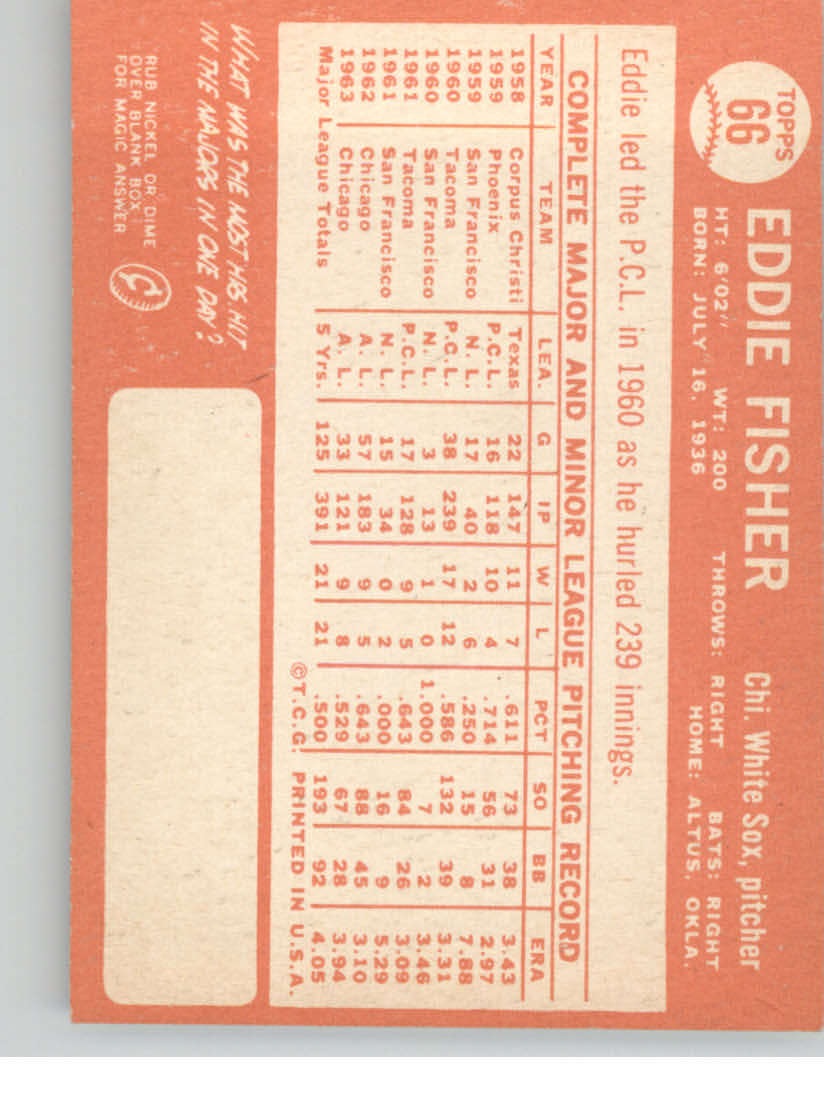 TOPPS
66
EDDIE FISHER Chi. White Sox, pitcher
HT: 6'02" WT: 200 THROWS: RIGHT BATS: RIGHT
BORN: JULY 16, 1936 HOME: ALTUS, OKLA.
Eddie led the P.C.L. in 1960 as he hurled 239 innings.
COMPLETE MAJOR AND MINOR LEAGUE PITCHING RECORD
YEAR TEAM LEA. G IP W L PCT SO BB ERA
1958 Corpus Christi Texas 22 147 11 7 .611 73 38 3.43
1959 Phoenix P.C.L. 16 118 10 4 .714 56 31 2.97
1959 San Francisco N. L. 17 40 2 6 .250 15 8 7.88
1960 Tacoma P.C.L. 38 239 17 12 .586 132 39 3.31
1960 San Francisco N. L. 3 13 1 0 1.000 7 2 3.46
1961 Tacoma P.C.L. 17 128 9 5 .643 84 26 3.09
1961 San Francisco N. L. 15 34 0 2 .000 16 9 5.29
1962 Chicago A. L. 57 183 9 5 .643 88 45 3.10
1963 Chicago A. L. 33 121 9 8 .529 67 28 3.94
Major League Totals 5 Yrs. 125 391 21 21 .500 193 92 4.05
©T.C.G. PRINTED IN U.S.A.
WHAT WAS THE MOST HBS HIT
IN THE MAJORS IN ONE DAY?
RUB NICKEL OR DIME
OVER BLANK BOX
FOR MAGIC ANSWER